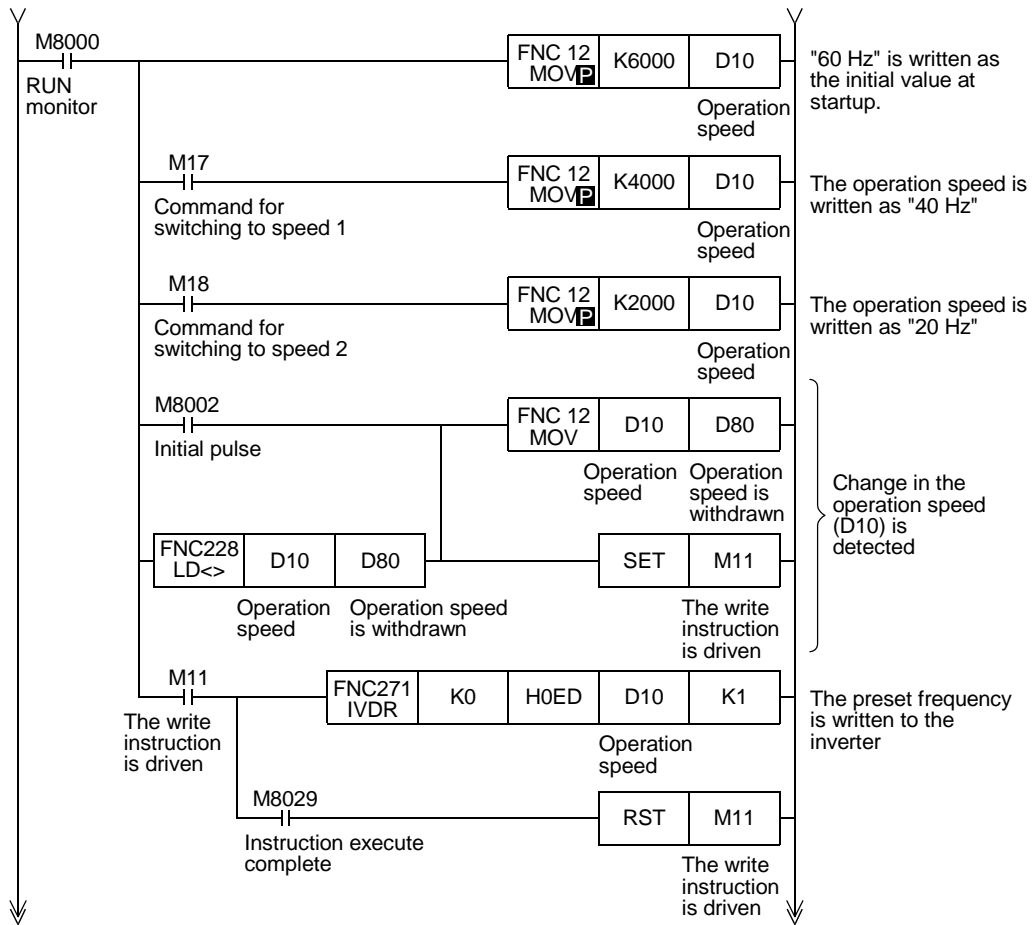 M8000
RUN
monitor
FNC 12
MOVP
K6000
D10
Operation
speed
"60 Hz" is written as
the initial value at
startup.
M17
Command for
switching to speed 1
FNC 12
MOVP
K4000
D10
Operation
speed
The operation speed is
written as "40 Hz"
M18
Command for
switching to speed 2
FNC 12
MOVP
K2000
D10
Operation
speed
The operation speed is
written as "20 Hz"
M8002
Initial pulse
FNC 12
MOV
D10
D80
Operation
speed
Operation
speed is
withdrawn
Change in the
operation speed
(D10) is
detected
FNC228
LD<>
D10
D80
Operation
speed
Operation speed
is withdrawn
SET
M11
The write
instruction
is driven
M11
The write
instruction
is driven
FNC271
IVDR
K0
H0ED
D10
K1
Operation
speed
The preset frequency
is written to the
inverter
M8029
Instruction execute
complete
RST
M11
The write
instruction
is driven